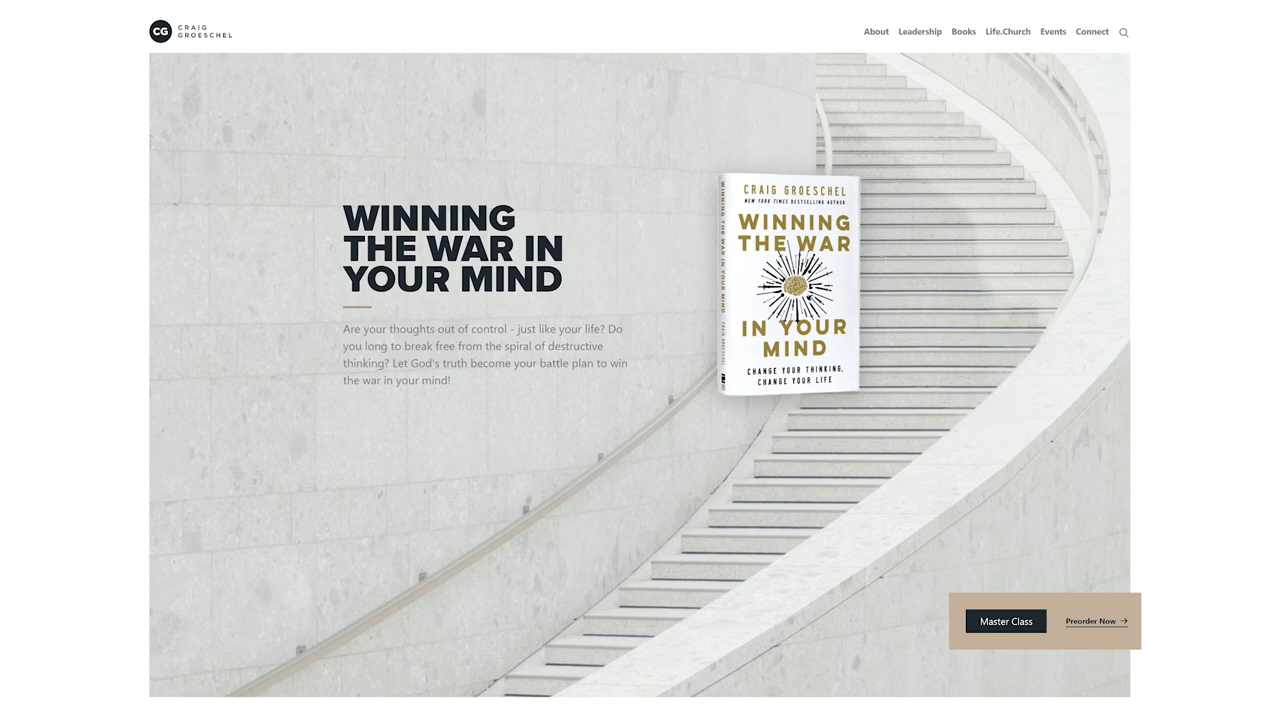 CG
CRAIG
GROESCHEL
About Leadership Books Life.Church Events Connect
WINNING
THE WAR IN
YOUR MIND
Are your thoughts out of control - just like your life? Do
you long to break free from the spiral of destructive
thinking? Let God's truth become your battle plan to win
the war in your mind!
WINNING THE WAR IN YOUR MIND
CRAIG GROESCHEL
CRAIG GROESCHEL
NEW YORK TIMES BESTSELLING AUTHOR
WINNING
THE WAR
IN YOUR
MIND
CHANGE YOUR THINKING,
CHANGE YOUR LIFE
Master Class
Preorder Now →